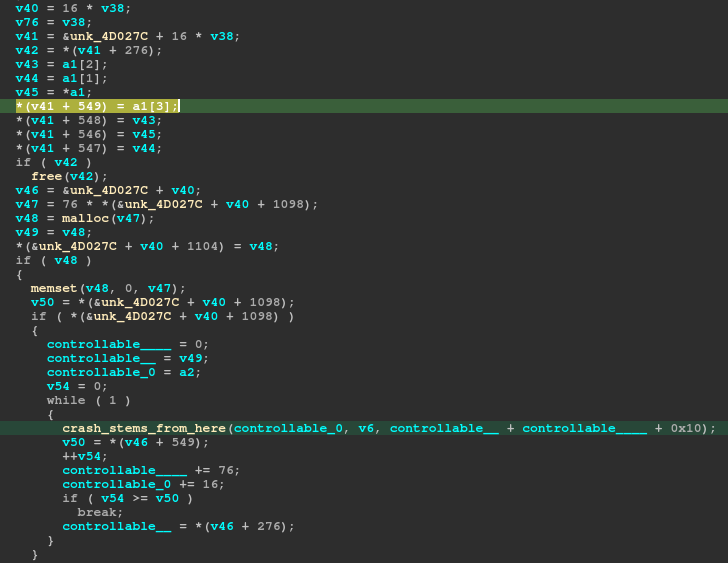 v40 = 16 * v38;
v76 = v38;
v41 = &unk_4D027C + 16 * v38;
v42 = *(v41 + 276);
v43 = a1[2];
v44 = a1[1];
v45 = *a1;
*(v41 + 549) = a1[3];
*(v41 + 548) = v43;
*(v41 + 546) = v45;
*(v41 + 547) = v44;
if ( v42 )
free(v42);
v46 = &unk_4D027C + v40;
v47 = 76 * *(&unk_4D027C + v40 + 1098);
v48 = malloc(v47);
v49 = v48;
*(&unk_4D027C + v40 + 1104) = v48;
if ( v48 )
{
memset(v48, 0, v47);
v50 = *(&unk_4D027C + v40 + 1098);
if ( *(&unk_4D027C + v40 + 1098) )
{
controllable____ = 0;
controllable__ = v49;
controllable_0 = a2;
v54 = 0;
while ( 1 )
{
crash_stems_from_here(controllable_0, v6, controllable__ + controllable____ + 0x10);
v50 = *(v46 + 549);
++v54;
controllable____ += 76;
controllable_0 += 16;
if ( v54 >= v50 )
break;
controllable__ = *(v46 + 276);
}
}